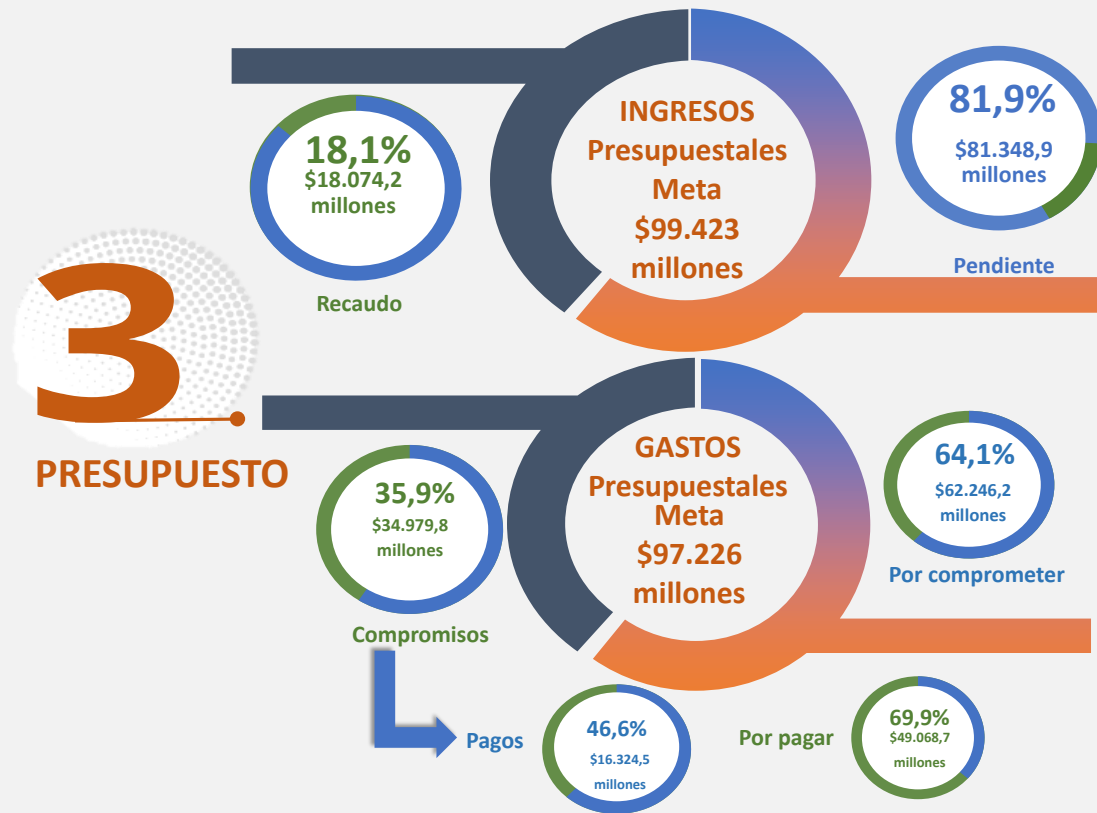 3
PRESUPUESTO
INGRESOS
Presupuestales
Meta
$99.423
millones
18,1%
$18.074,2
millones
Recaudo
81,9%
$81.348,9
millones
Pendiente
GASTOS
Presupuestales
Meta
$97.226
millones
35,9%
$34.979,8
millones
Compromisos
64,1%
$62.246,2
millones
Por comprometer
Pagos
46,6%
$16.324,5
millones
Por pagar
69,9%
$49.068,7
millones